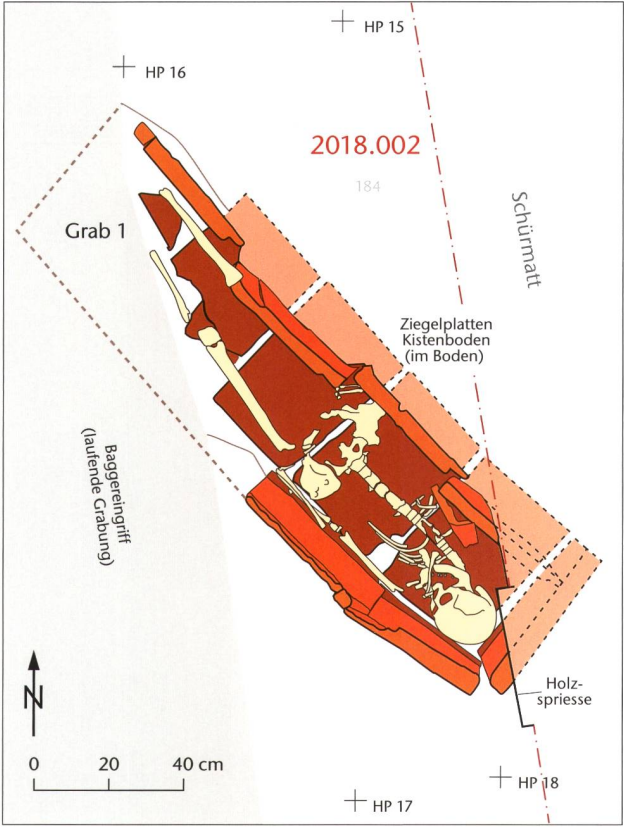 HP 15
HP 16
2018.002
184
Schürmatt
Grab 1
Ziegelplatten
Kistenboden
(im Boden)
Baggereingriff
(laufende Grabung)
N
Holz-
spriesse
0 20 40 cm
HP 18
HP 17